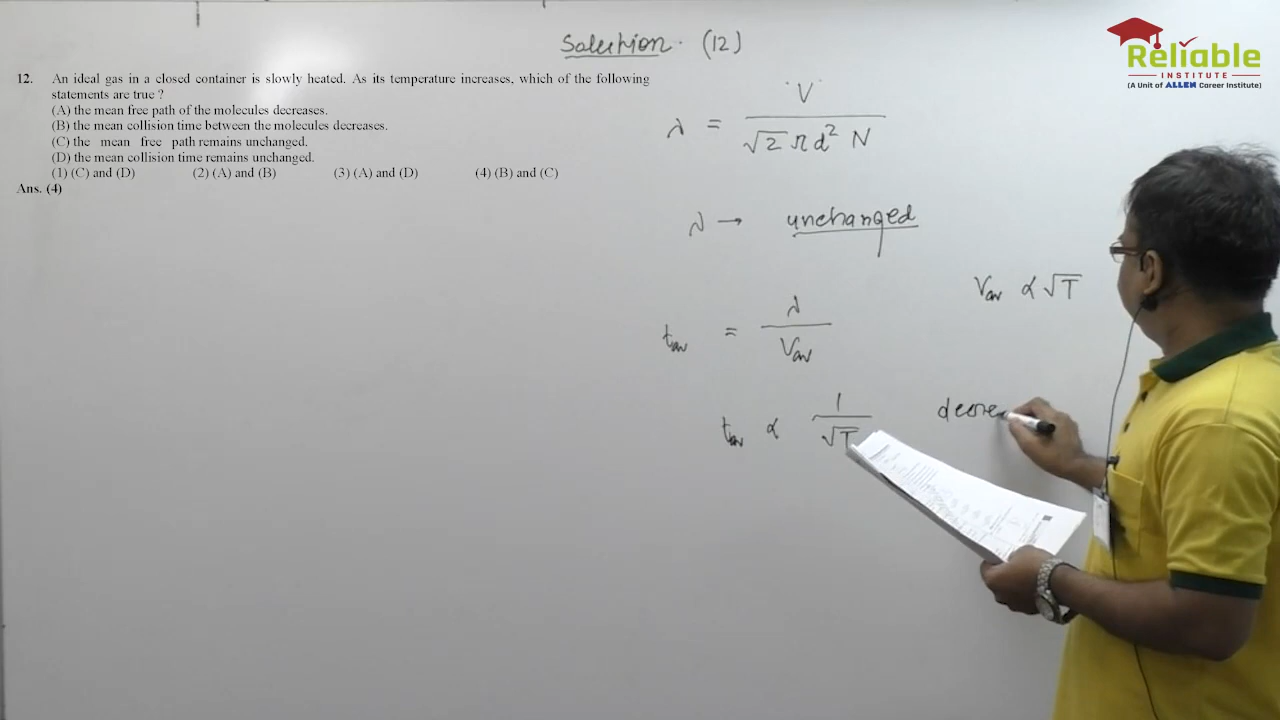 Solution. (12)
Reliable
INSTITUTE
(A Unit of ALLEN Career Institute)
12. An ideal gas in a closed container is slowly heated. As its temperature increases, which of the following
statements are true ?
(A) the mean free path of the molecules decreases.
(B) the mean collision time between the molecules decreases.
(C) the mean free path remains unchanged.
(D) the mean collision time remains unchanged.
(1) (C) and (D) (2) (A) and (B) (3) (A) and (D) (4) (B) and (C)
Ans. (4)
λ = V / √2 π d² N
λ → unchanged
Vav ∝ √T
tav = λ / Vav
tav ∝ 1 / √T
decre